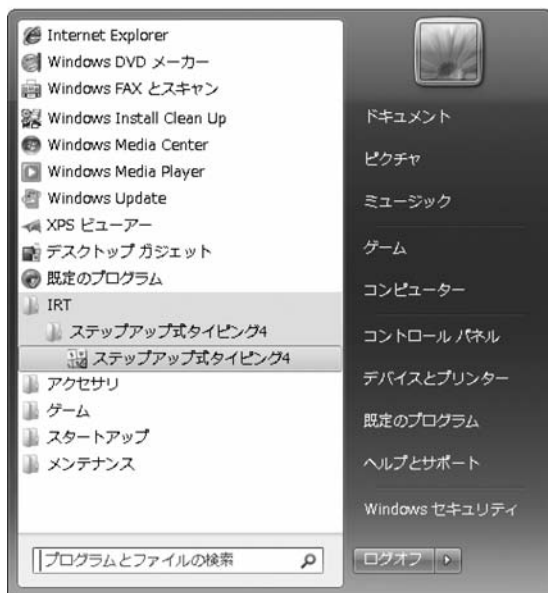 Internet Explorer
Windows DVD メーカー
Windows FAX とスキャン
Windows Install Clean Up
Windows Media Center
Windows Media Player
Windows Update
XPS ビューアー
デスクトップ ガジェット
既定のプログラム
IRT
ステップアップ式タイピング4
ステップアップ式タイピング4
アクセサリ
ゲーム
スタートアップ
メンテナンス
プログラムとファイルの検索
ドキュメント
ピクチャ
ミュージック
ゲーム
コンピューター
コントロール パネル
デバイスとプリンター
既定のプログラム
ヘルプとサポート
Windows セキュリティ
ログオフ